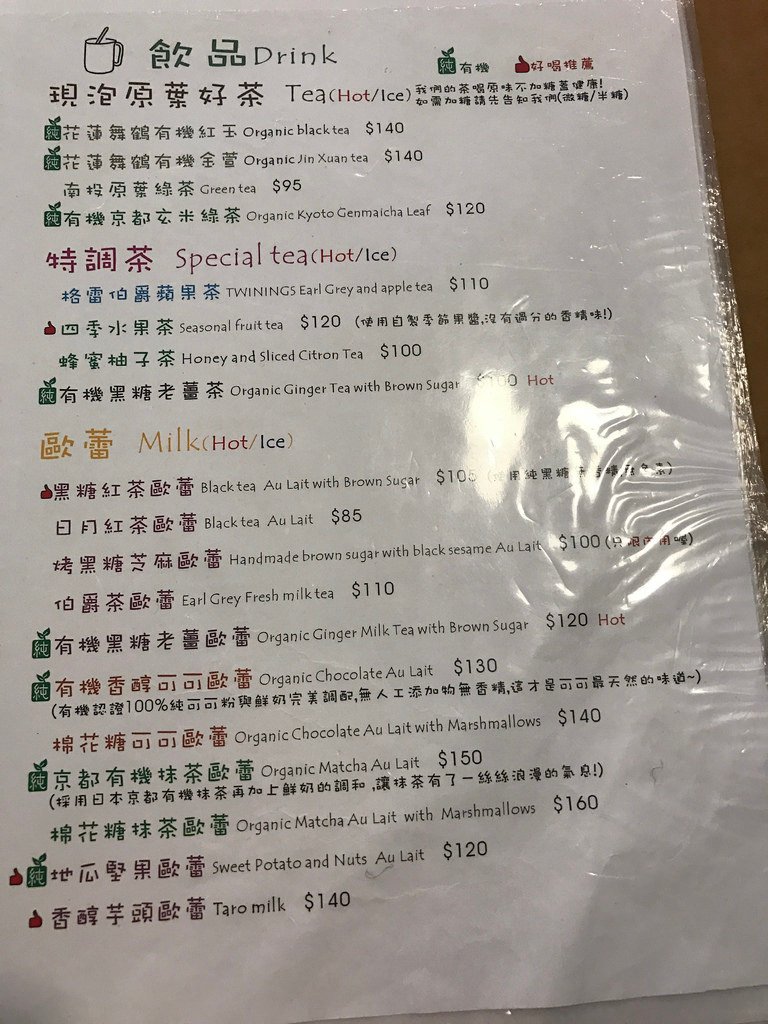 飲品Drink
純 有機 好喝推薦
現泡原葉好茶 Tea(Hot/Ice) 我們的茶喝原味不加糖蓋健康!
如需加糖請先告知我們(微糖/半糖)
純花蓮舞鶴有機紅玉 Organic black tea $140
純花蓮舞鶴有機金萱 Organic Jin Xuan tea $140
南投原葉綠茶 Green tea $95
純有機京都玄米綠茶 Organic Kyoto Genmaicha Leaf $120
特調茶 Special tea(Hot/Ice)
格雷伯爵蘋果茶 TWININGS Earl Grey and apple tea $110
四季水果茶 Seasonal fruit tea $120 (使用自製季節果醬,沒有過分的香精味!)
蜂蜜柚子茶 Honey and Sliced Citron Tea $100
純有機黑糖老薑茶 Organic Ginger Tea with Brown Sugar Hot
歐蕾 Milk(Hot/Ice)
黑糖紅茶歐蕾 Black tea Au Lait with Brown Sugar $105
日月紅茶歐蕾 Black tea Au Lait $85
烤黑糖芝麻歐蕾 Handmade brown sugar with black sesame Au Lait $100 (只限內用喔)
伯爵茶歐蕾 Earl Grey Fresh milk tea $110
純有機黑糖老薑歐蕾 Organic Ginger Milk Tea with Brown Sugar $120 Hot
純有機香醇可可歐蕾 Organic Chocolate Au Lait $130
(有機認證100%純可可粉與鮮奶完美調配,無人工添加物無香精,這才是可可最天然的味道~)
棉花糖可可歐蕾 Organic Chocolate Au Lait with Marshmallows $140
純京都有機抹茶歐蕾 Organic Matcha Au Lait $150
(採用日本京都有機抹茶再加上鮮奶的調和,讓抹茶有了一絲絲浪漫的氣息!)
棉花糖抹茶歐蕾 Organic Matcha Au Lait with Marshmallows $160
純地瓜堅果歐蕾 Sweet Potato and Nuts Au Lait $120
香醇芋頭歐蕾 Taro milk $140